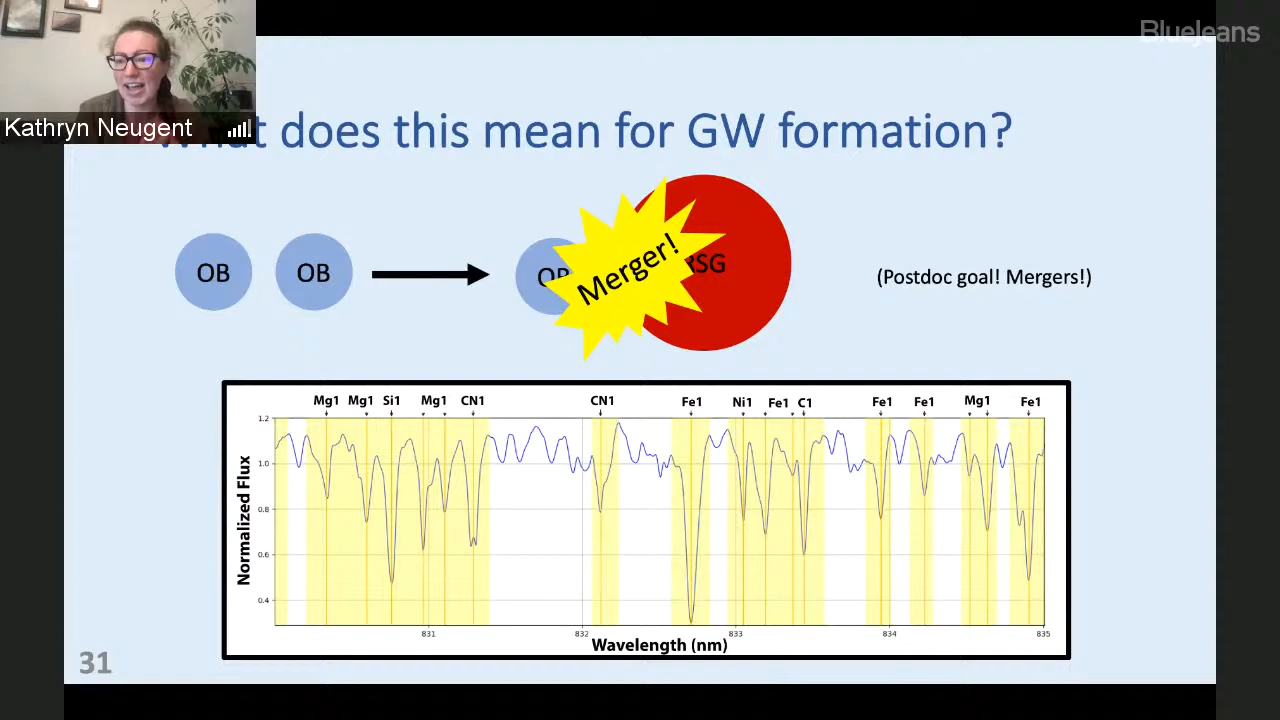 BlueJeans
Kathryn Neugent
does this mean for GW formation?
OB OB OB RSG
Merger!
(Postdoc goal! Mergers!)
Mg1 Mg1 Si1 Mg1 CN1 CN1 Fe1 Ni1 Fe1 C1 Fe1 Fe1 Mg1 Fe1
1.2
1.0
0.8
0.6
0.4
Normalized Flux
831 832 833 834 835
Wavelength (nm)
31